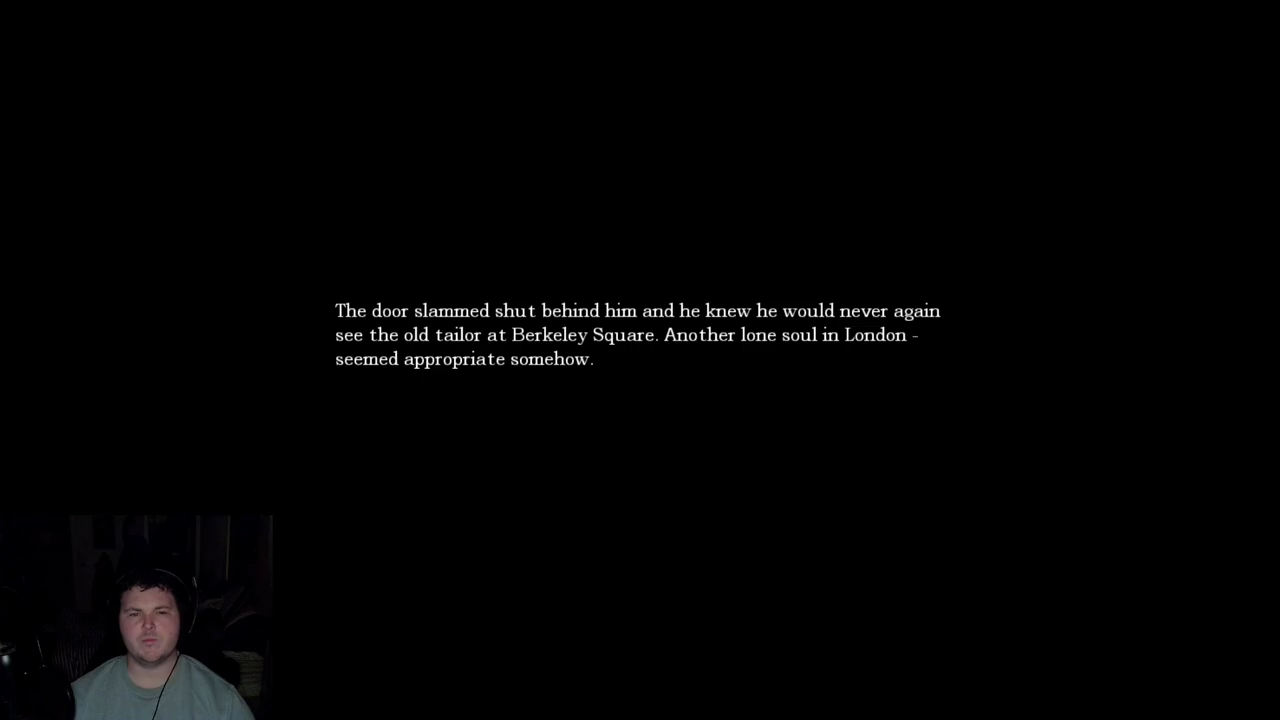 The door slammed shut behind him and he knew he would never again
see the old tailor at Berkeley Square. Another lone soul in London -
seemed appropriate somehow.